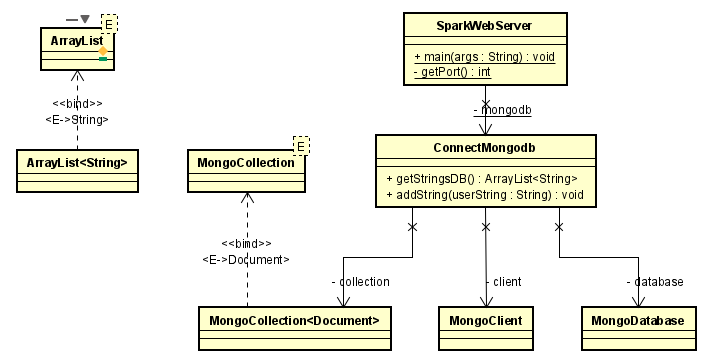 E
ArrayList
<<bind>>
<E->String>
ArrayList<String>
E
MongoCollection
<<bind>>
<E->Document>
SparkWebServer
+ main(args : String) : void
- getPort() : int
- mongodb
ConnectMongodb
+ getStringsDB() : ArrayList<String>
+ addString(userString : String) : void
- collection
- client
- database
MongoCollection<Document>
MongoClient
MongoDatabase